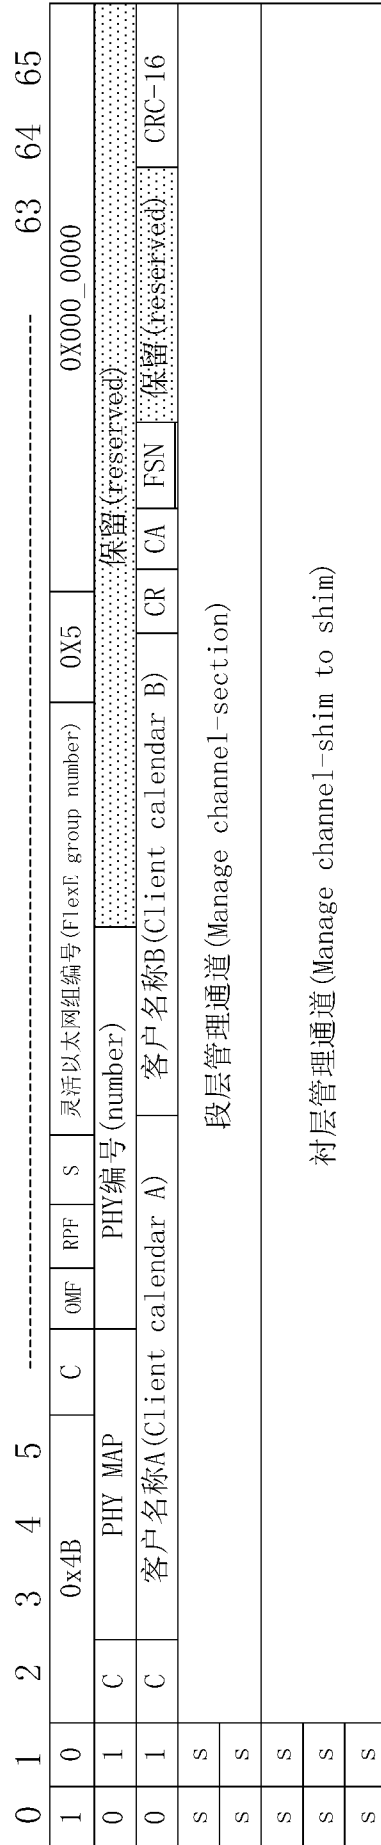 0 1 2 3 4 5 63 64 65
1 0 0x4B C OMF RPF S 灵活以太网组编号(FlexE group number) 0X5 0X000_0000
0 1 C PHY MAP PHY编号(number) 保留(reserved)
0 1 C 客户名称A(Client calendar A) 客户名称B(Client calendar B) CR CA FSN 保留(reserved) CRC-16
s s 段层管理通道(Manage channel-section)
s s
s s 衬层管理通道(Manage channel-shim to shim)
s s
s s